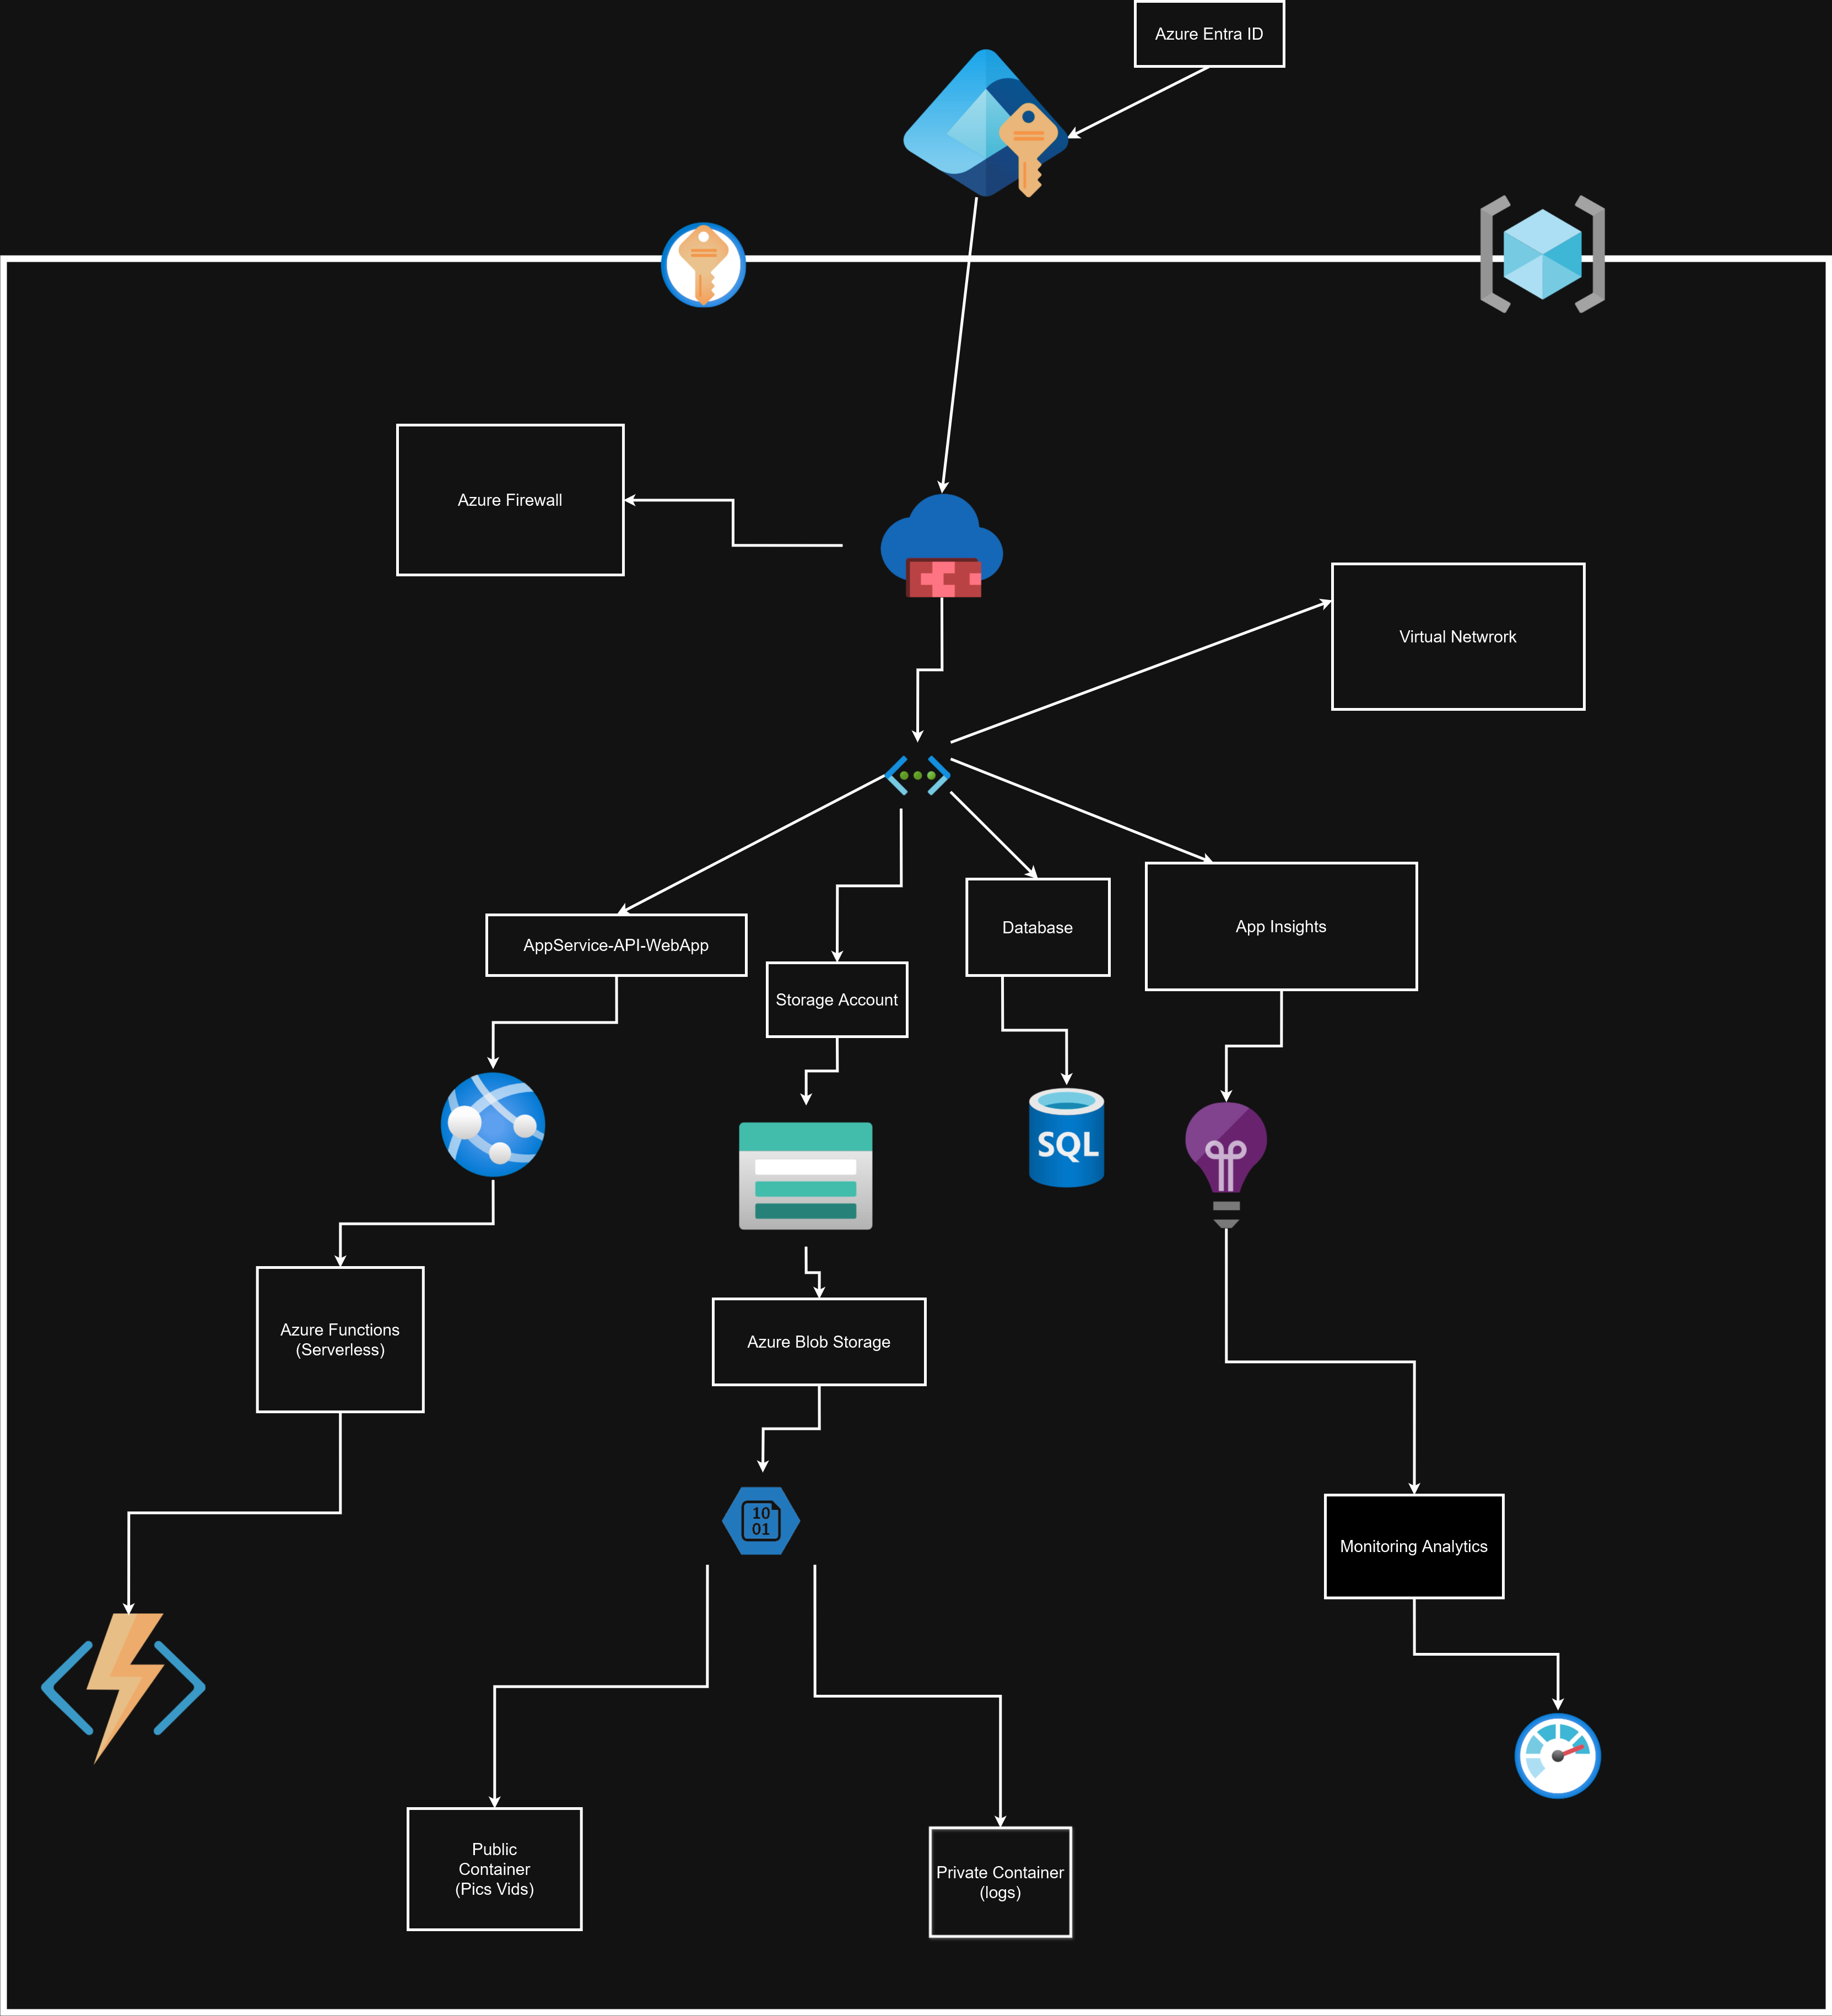 Azure Entra ID
Azure Firewall
Virtual Netwrork
AppService-API-WebApp
Storage Account
Database
App Insights
SQL
Azure Functions
(Serverless)
Azure Blob Storage
10
01
Monitoring Analytics
Public
Container
(Pics Vids)
Private Container
(logs)